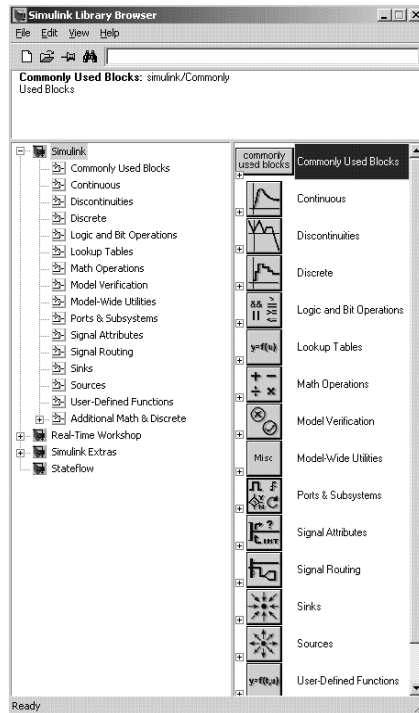 Simulink Library Browser
File Edit View Help
Commonly Used Blocks: simulink/Commonly
Used Blocks
Simulink
Commonly Used Blocks
Continuous
Discontinuities
Discrete
Logic and Bit Operations
Lookup Tables
Math Operations
Model Verification
Model-Wide Utilities
Ports & Subsystems
Signal Attributes
Signal Routing
Sinks
Sources
User-Defined Functions
Additional Math & Discrete
Real-Time Workshop
Simulink Extras
Stateflow
commonly
used blocks
Commonly Used Blocks
Continuous
Discontinuities
Discrete
&& >=
|| <=
Logic and Bit Operations
y=f(u)
Lookup Tables
+ −
÷ ×
Math Operations
Model Verification
Misc
Model-Wide Utilities
Ports & Subsystems
?
INT
Signal Attributes
Signal Routing
Sinks
Sources
y=f(t,u)
User-Defined Functions
Ready